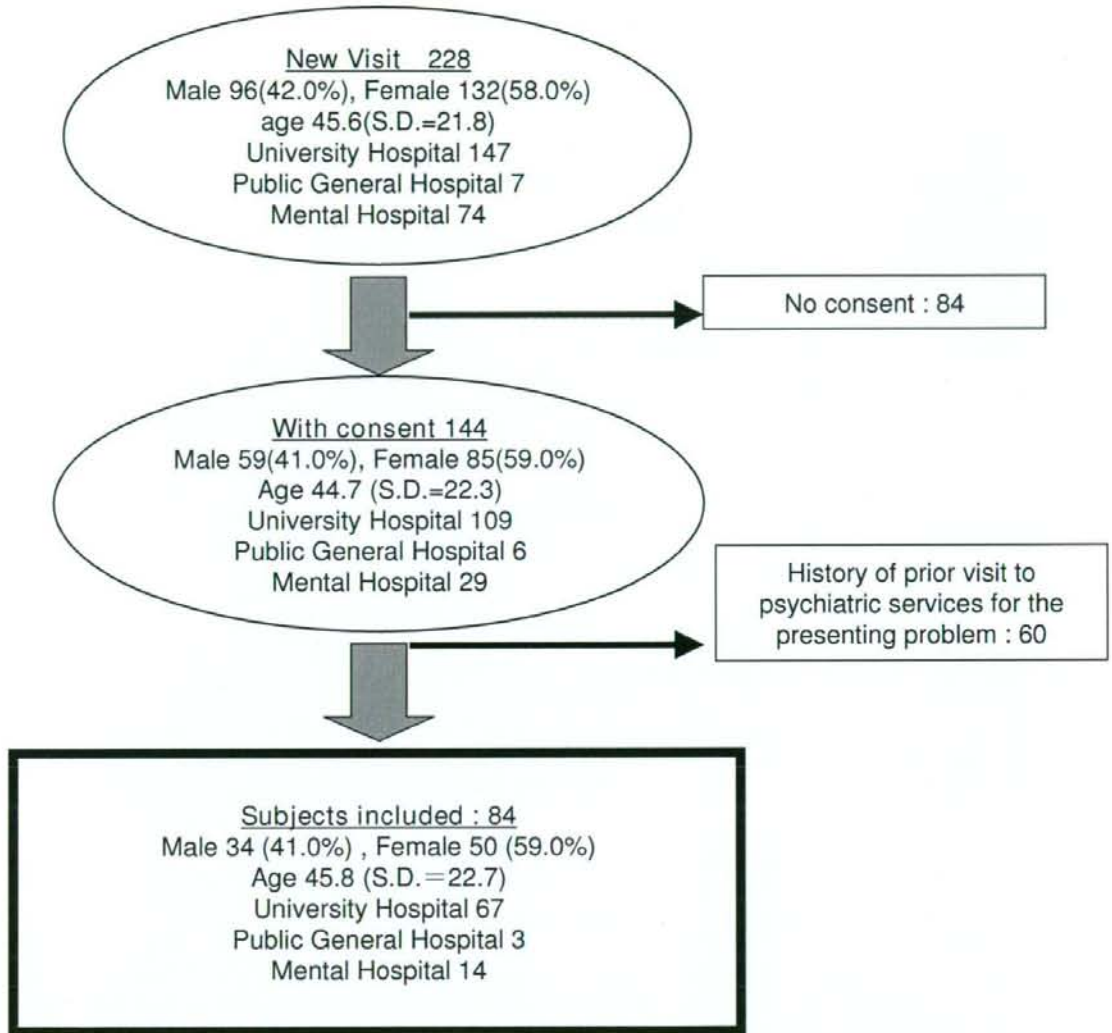 New Visit 228
Male 96(42.0%), Female 132(58.0%)
age 45.6(S.D.=21.8)
University Hospital 147
Public General Hospital 7
Mental Hospital 74
No consent : 84
With consent 144
Male 59(41.0%), Female 85(59.0%)
Age 44.7 (S.D.=22.3)
University Hospital 109
Public General Hospital 6
Mental Hospital 29
History of prior visit to
psychiatric services for the
presenting problem : 60
Subjects included : 84
Male 34 (41.0%) , Female 50 (59.0%)
Age 45.8 (S.D.=22.7)
University Hospital 67
Public General Hospital 3
Mental Hospital 14